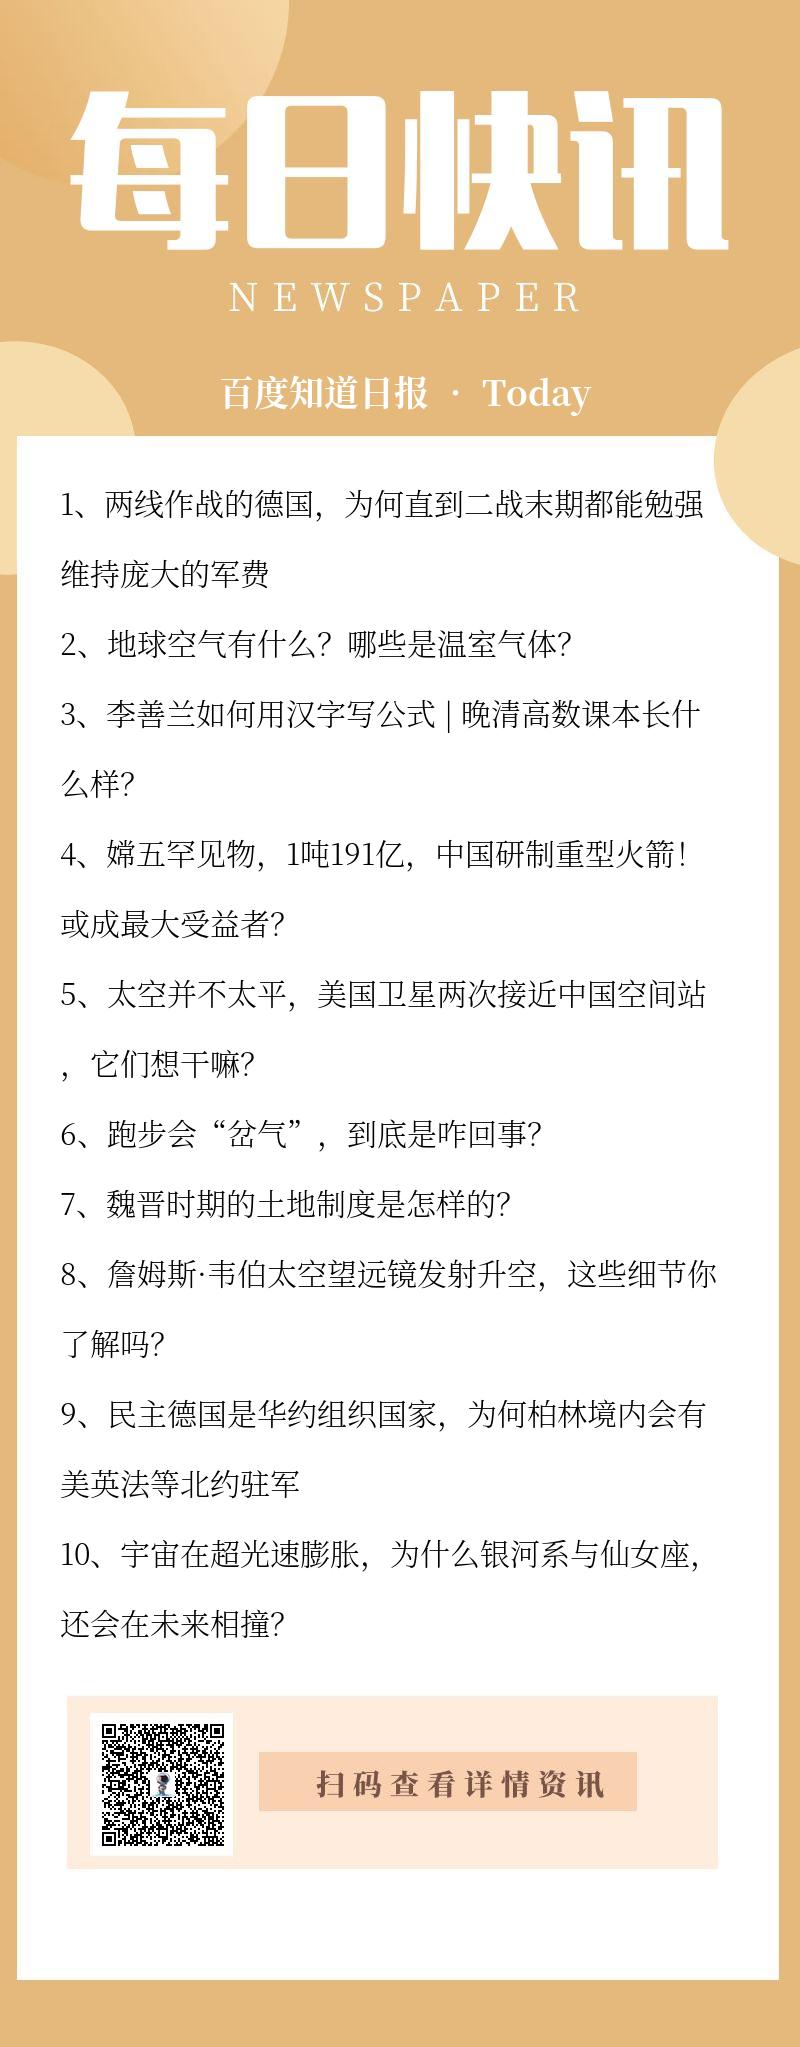 每日快讯
NEWSPAPER
百度知道日报 · Today
1、两线作战的德国，为何直到二战末期都能勉强
维持庞大的军费
2、地球空气有什么？哪些是温室气体？
3、李善兰如何用汉字写公式 | 晚清高数课本长什
么样？
4、嫦五罕见物，1吨191亿，中国研制重型火箭！
或成最大受益者？
5、太空并不太平，美国卫星两次接近中国空间站
，它们想干嘛？
6、跑步会“岔气”，到底是咋回事？
7、魏晋时期的土地制度是怎样的？
8、詹姆斯·韦伯太空望远镜发射升空，这些细节你
了解吗？
9、民主德国是华约组织国家，为何柏林境内会有
美英法等北约驻军
10、宇宙在超光速膨胀，为什么银河系与仙女座，
还会在未来相撞？
扫码查看详情资讯